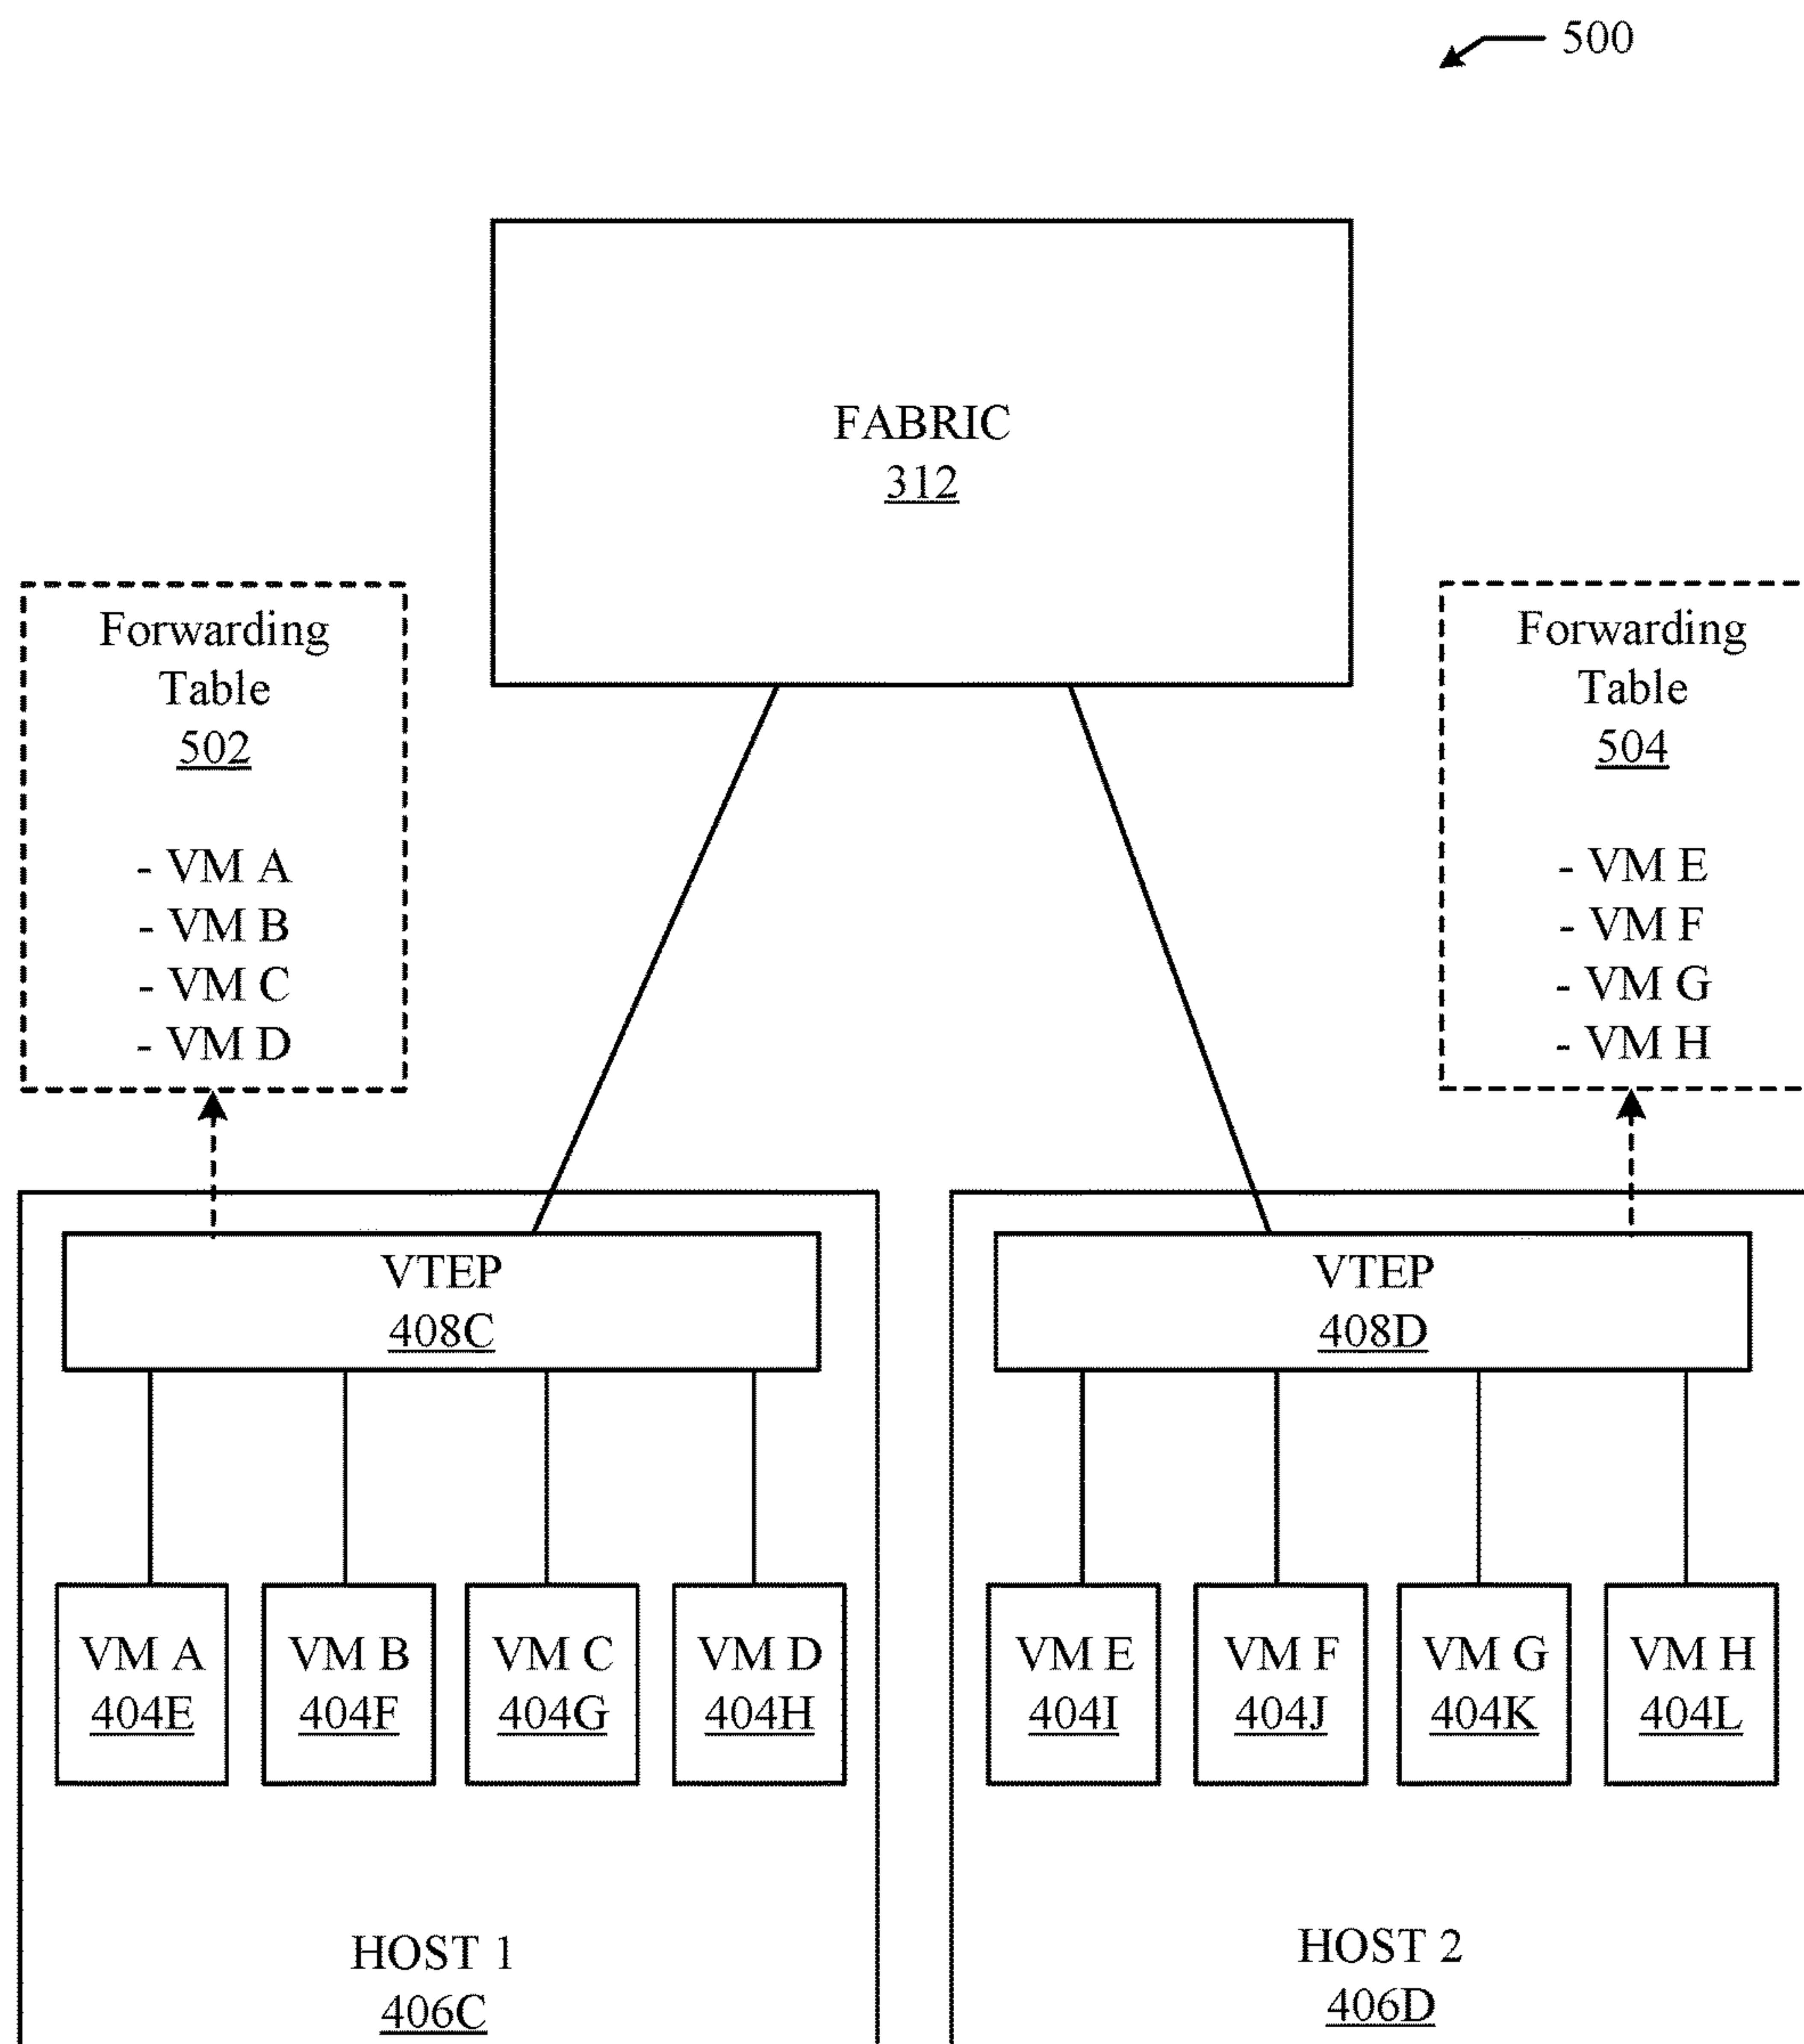 500
FABRIC
312
Forwarding
Table
502
- VM A
- VM B
- VM C
- VM D
Forwarding
Table
504
- VM E
- VM F
- VM G
- VM H
VTEP
408C
VTEP
408D
VM A
404E
VM B
404F
VM C
404G
VM D
404H
VM E
404I
VM F
404J
VM G
404K
VM H
404L
HOST 1
406C
HOST 2
406D